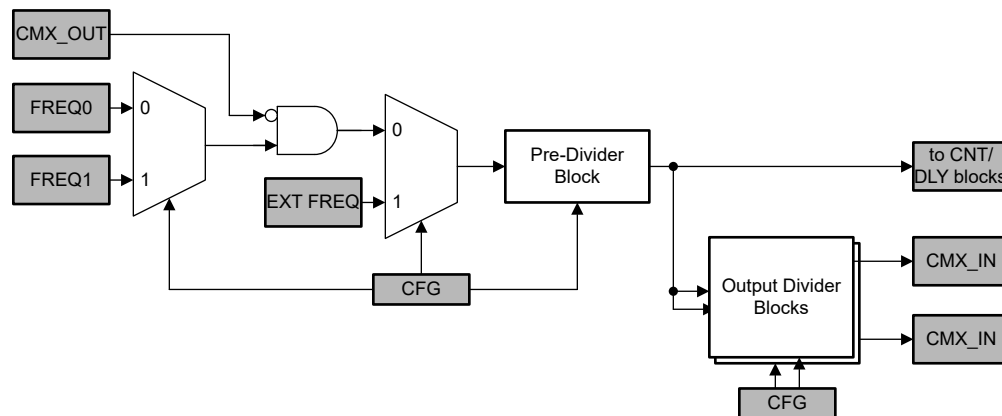 CMX_OUT
FREQ0
FREQ1
0
1
EXT FREQ
0
1
CFG
Pre-Divider
Block
to CNT/
DLY blocks
Output Divider
Blocks
CMX_IN
CMX_IN
CFG